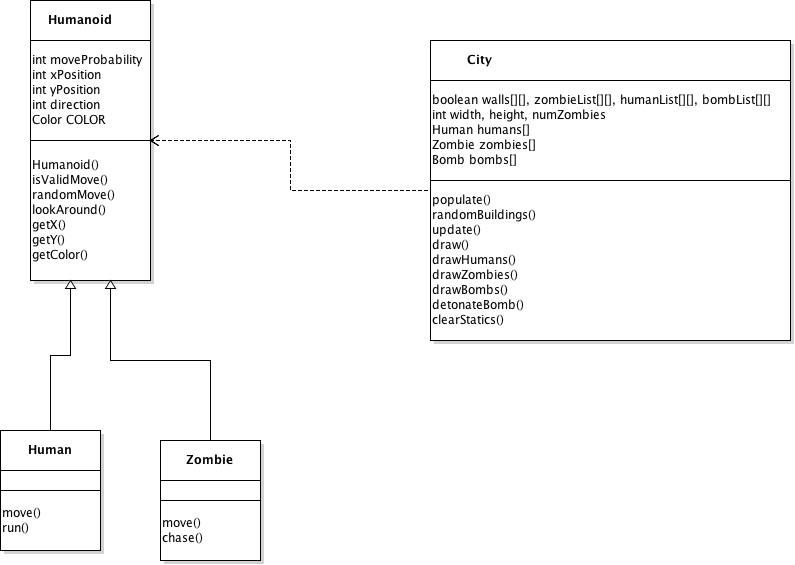 Humanoid
int moveProbability
int xPosition
int yPosition
int direction
Color COLOR
Humanoid()
isValidMove()
randomMove()
lookAround()
getX()
getY()
getColor()
City
boolean walls[][], zombieList[][], humanList[][], bombList[][]
int width, height, numZombies
Human humans[]
Zombie zombies[]
Bomb bombs[]
populate()
randomBuildings()
update()
draw()
drawHumans()
drawZombies()
drawBombs()
detonateBomb()
clearStatics()
Human
move()
run()
Zombie
move()
chase()